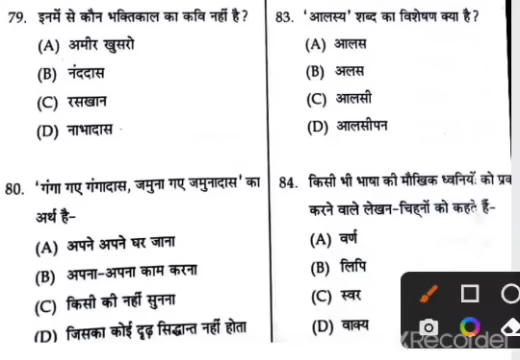 79. इनमें से कौन भक्तिकाल का कवि नहीं है?
(A) अमीर खुसरो
(B) नंददास
(C) रसखान
(D) नाभादास
80. 'गंगा गए गंगादास, जमुना गए जमुनादास' का
अर्थ है-
(A) अपने अपने घर जाना
(B) अपना-अपना काम करना
(C) किसी की नहीं सुनना
(D) जिसका कोई दृढ़ सिद्धान्त नहीं होता
83. 'आलस्य' शब्द का विशेषण क्या है?
(A) आलस
(B) अलस
(C) आलसी
(D) आलसीपन
84. किसी भी भाषा की मौखिक ध्वनियों को
करने वाले लेखन-चिह्नों को कहते हैं-
(A) वर्ण
(B) लिपि
(C) स्वर
(D) वाक्य
XRecorder